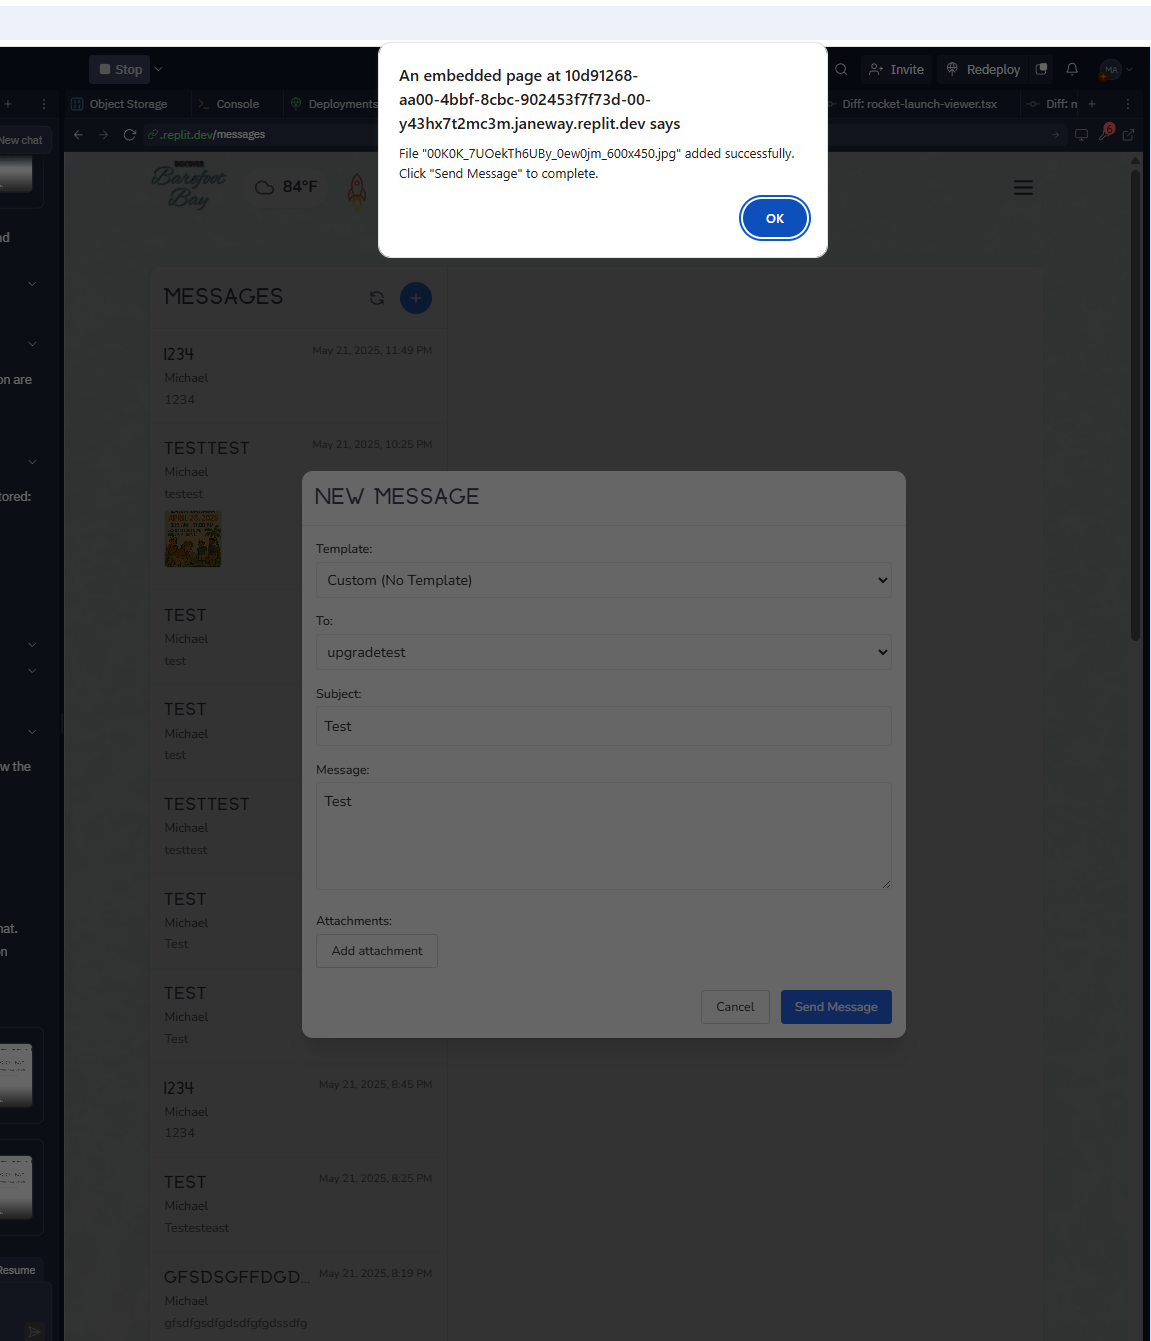 An embedded page at 10d91268-
aa00-4bbf-8cbc-902453f7f73d-00-
y43hx7t2mc3m.janeway.replit.dev says
File "00K0K_7UOekTh6UBy_0ew0jm_600x450.jpg" added successfully.
Click "Send Message" to complete.
OK
Stop
Invite
Redeploy
MA
Object Storage
Console
Deployments
Diff: rocket-launch-viewer.tsx
Diff: n
New chat
.replit.dev/messages
6
DISCOVER
Barefoot
Bay
84°F
nd
on are
tored:
w the
hat.
n
Resume
MESSAGES
1234
May 21, 2025, 11:49 PM
Michael
1234
TESTTEST
May 21, 2025, 10:25 PM
Michael
testest
TEST
Michael
test
TEST
Michael
test
TESTTEST
Michael
testtest
TEST
Michael
Test
TEST
Michael
Test
1234
May 21, 2025, 8:45 PM
Michael
1234
TEST
May 21, 2025, 8:25 PM
Michael
Testesteast
GFSDSGFFDGD...
May 21, 2025, 8:19 PM
Michael
gfsdfgsdfgdsdfgfgdssdfg
NEW MESSAGE
Template:
Custom (No Template)
To:
upgradetest
Subject:
Test
Message:
Test
Attachments:
Add attachment
Cancel
Send Message